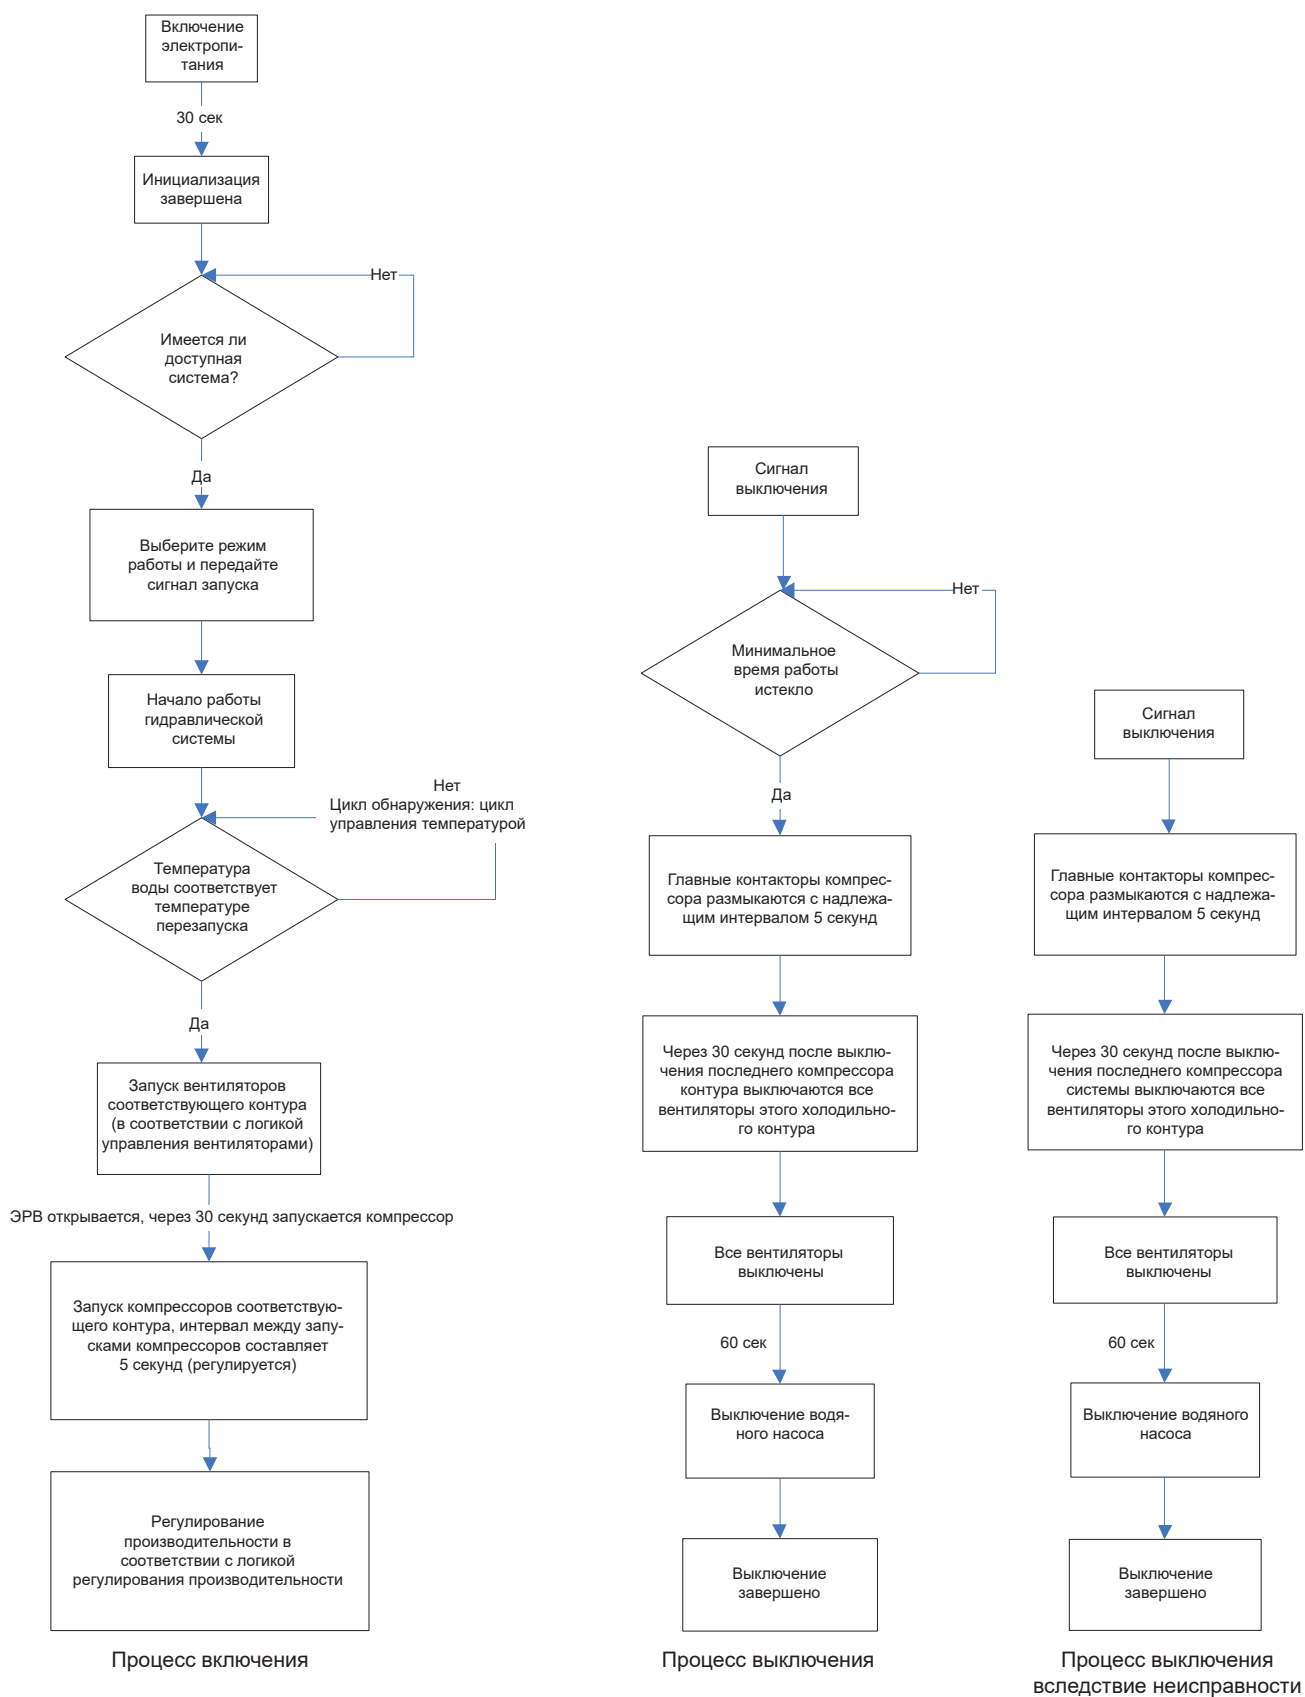 Включение
электропи-
тания
30 сек
Инициализация
завершена
Нет
Имеется ли
доступная
система?
Да
Выберите режим
работы и передайте
сигнал запуска
Начало работы
гидравлической
системы
Нет
Цикл обнаружения: цикл
управления температурой
Температура
воды соответствует
температуре
перезапуска
Да
Запуск вентиляторов
соответствующего контура
(в соответствии с логикой
управления вентиляторами)
ЭРВ открывается, через 30 секунд запускается компрессор
Запуск компрессоров соответствую-
щего контура, интервал между запу-
сками компрессоров составляет
5 секунд (регулируется)
Регулирование
производительности в
соответствии с логикой
регулирования производительности
Процесс включения
Сигнал
выключения
Нет
Минимальное
время работы
истекло
Да
Главные контакторы компрес-
сора размыкаются с надлежа-
щим интервалом 5 секунд
Через 30 секунд после выклю-
чения последнего компрессора
контура выключаются все
вентиляторы этого холодильно-
го контура
Все вентиляторы
выключены
60 сек
Выключение водя-
ного насоса
Выключение
завершено
Процесс выключения
Сигнал
выключения
Главные контакторы компрес-
сора размыкаются с надлежа-
щим интервалом 5 секунд
Через 30 секунд после выклю-
чения последнего компрессора
системы выключаются все
вентиляторы этого холодильно-
го контура
Все вентиляторы
выключены
60 сек
Выключение водяного
насоса
Выключение
завершено
Процесс выключения
вследствие неисправности